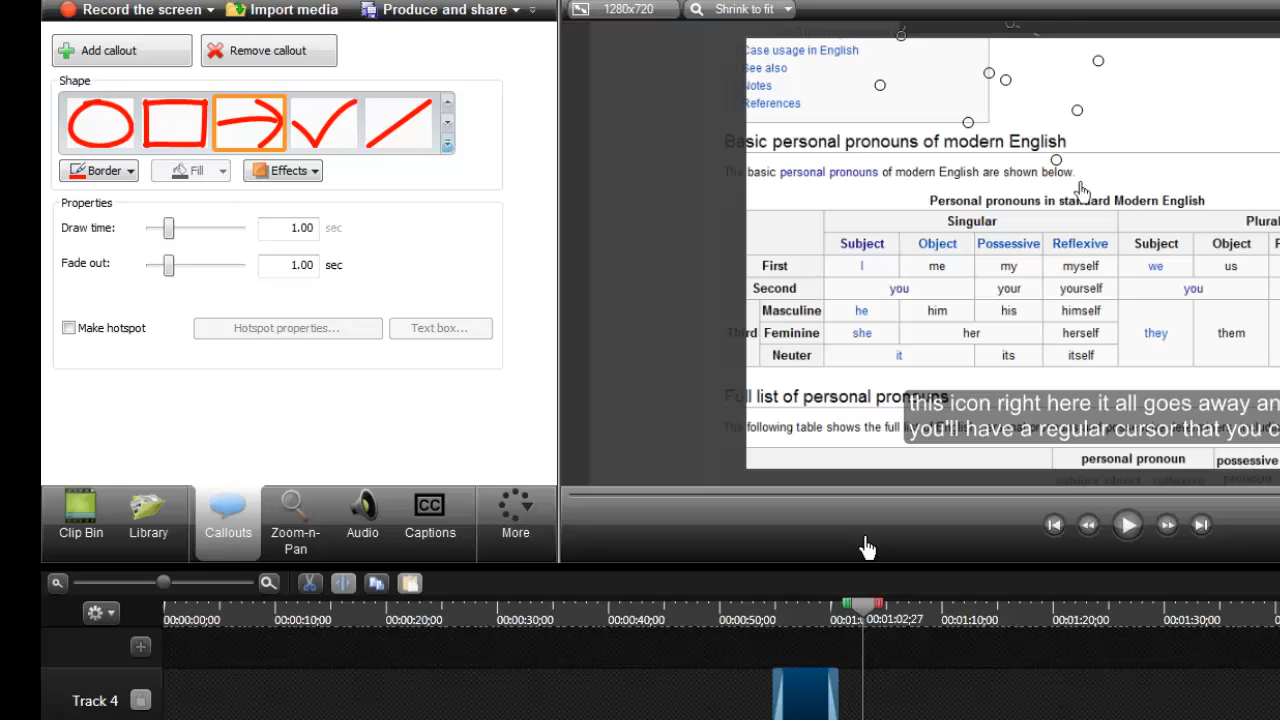 Record the screen
Import media
Produce and share
1280x720
Shrink to fit
Add callout
Remove callout
Shape
Border
Fill
Effects
Properties
Draw time:
1.00
sec
Fade out:
1.00
sec
Make hotspot
Hotspot properties...
Text box...
Case usage in English
See also
Notes
References
Basic personal pronouns of modern English
The basic personal pronouns of modern English are shown below.
Personal pronouns in standard Modern English
Singular
Subject Object Possessive Reflexive Subject Object
First I me my myself we us
Second you your yourself you
Third
Masculine he him his himself
Feminine she her herself they them
Neuter it its itself
Full list of personal pronouns
The following table shows the full
this icon right here it all goes away
you'll have a regular cursor that you
personal pronoun possessive
subject object reflexive pronoun
Clip Bin
Library
Callouts
Zoom-n-Pan
Audio
CC
Captions
More
00:00:00;00 00:00:10;00 00:00:20;00 00:00:30;00 00:00:40;00 00:00:50;00 00:01:02;27 00:01:10;00 00:01:20;00 00:01:30;00
Track 4